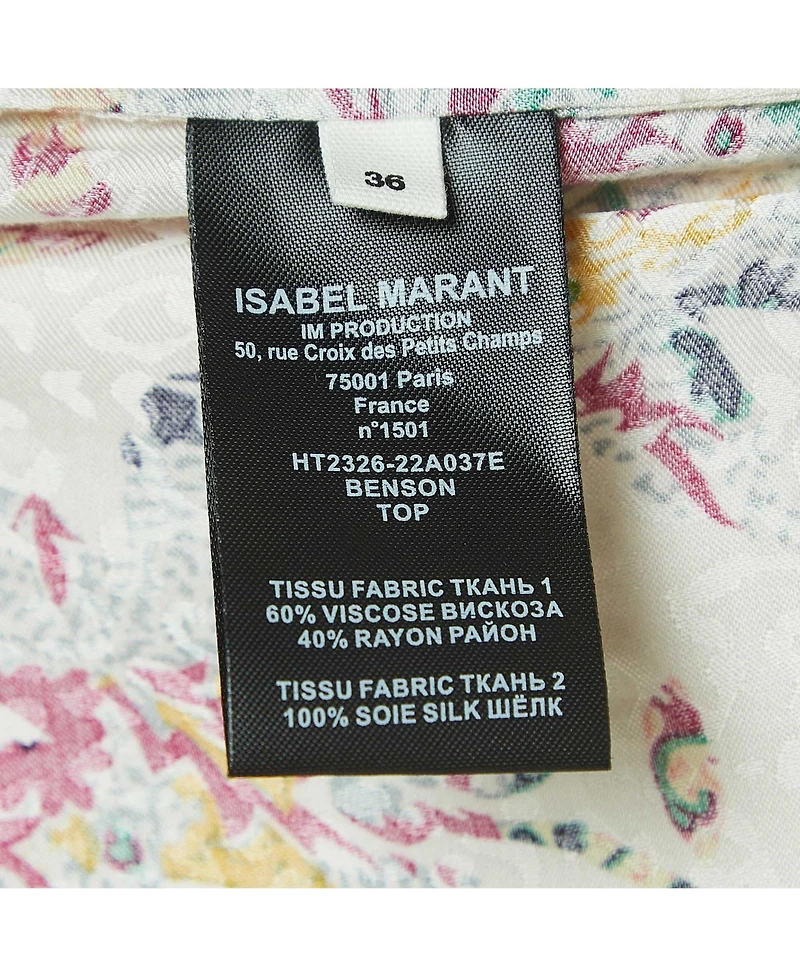 36
ISABEL MARANT
IM PRODUCTION
50, rue Croix des Petits Champs
75001 Paris
France
n°1501
HT2326-22A037E
BENSON
TOP
TISSU FABRIC ТКАНЬ 1
60% VISCOSE ВИСКОЗА
40% RAYON РАЙОН
TISSU FABRIC ТКАНЬ 2
100% SOIE SILK ШЁЛК